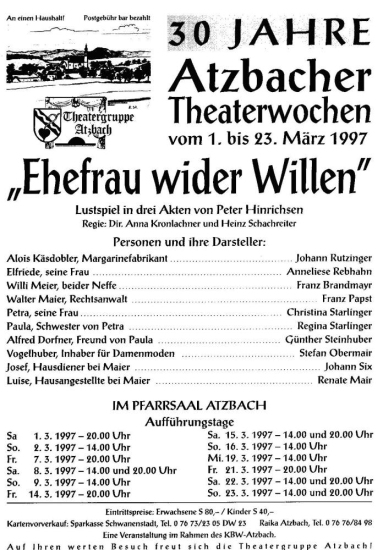 An einen Haushalt! Postgebühr bar bezahlt
Theatergruppe
Atzbach
30 JAHRE
Atzbacher
Theaterwochen
vom 1. bis 23. März 1997
„Ehefrau wider Willen”
Lustspiel in drei Akten von Peter Hinrichsen
Regie: Dir. Anna Kronlachner und Heinz Schachreiter
Personen und ihre Darsteller:
Alois Käsdobler, Margarinefabrikant ........ Johann Rutzinger
Elfriede, seine Frau ........ Anneliese Rebhahn
Willi Meier, beider Neffe ........ Franz Brandmayr
Walter Maier, Rechtsanwalt ........ Franz Papst
Petra, seine Frau ........ Christina Starlinger
Paula, Schwester von Petra ........ Regina Starlinger
Alfred Dorfner, Freund von Paula ........ Günther Steinhuber
Vogelhuber, Inhaber für Damenmoden ........ Stefan Obermair
Josef, Hausdiener bei Maier ........ Johann Six
Luise, Hausangestellte bei Maier ........ Renate Mair
IM PFARRSAAL ATZBACH
Aufführungstage
Sa 1. 3. 1997 – 20.00 Uhr
So. 2. 3. 1997 – 14.00 Uhr
Fr. 7. 3. 1997 – 20.00 Uhr
Sa. 8. 3. 1997 – 14.00 und 20.00 Uhr
So. 9. 3. 1997 – 14.00 Uhr
Fr. 14. 3. 1997 – 20.00 Uhr
Sa. 15. 3. 1997 – 14.00 und 20.00 Uhr
So. 16. 3. 1997 – 14.00 Uhr
Mi. 19. 3. 1997 – 14.00 Uhr
Fr. 21. 3. 1997 – 20.00 Uhr
Sa. 22. 3. 1997 – 14.00 und 20.00 Uhr
So. 23. 3. 1997 – 14.00 und 20.00 Uhr
Eintrittspreise: Erwachsene S 80,– / Kinder S 40,–
Kartenvorverkauf: Sparkasse Schwanenstadt, Tel. 0 76 73/23 05 DW 23 Raika Atzbach, Tel. 0 76 76/84 98
Eine Veranstaltung im Rahmen des KBW-Atzbach.
Auf Ihren werten Besuch freut sich die Theatergruppe Atzbach!